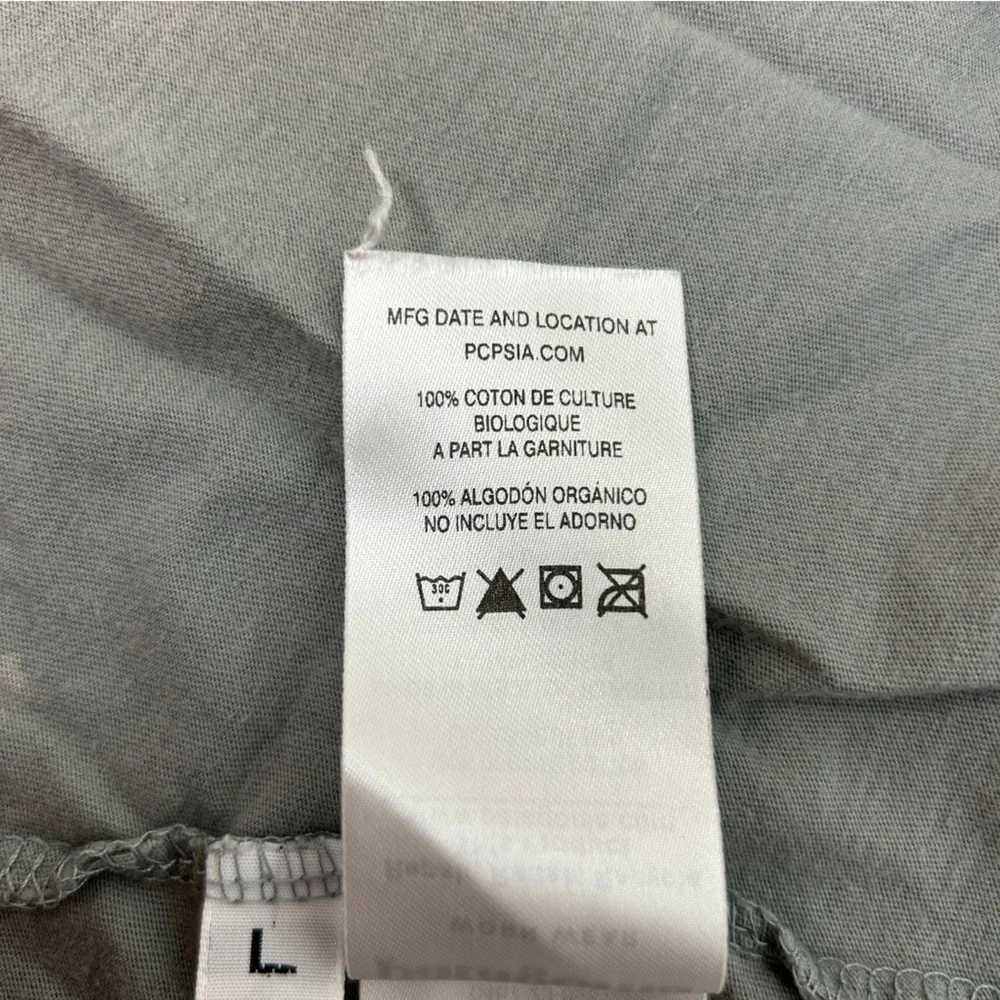 MFG DATE AND LOCATION AT
PCPSIA.COM
100% COTON DE CULTURE
BIOLOGIQUE
A PART LA GARNITURE
100% ALGODÓN ORGÁNICO
NO INCLUYE EL ADORNO
30C
L